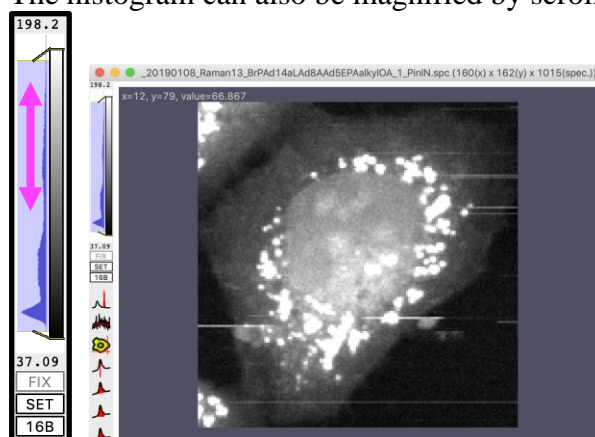 The histogram can also be magnified by scroll
198.2
37.09
FIX
SET
16B
_20190108_Raman13_BrPAd14aLAd8AAd5EPAalkylOA_1_PinIN.spc (160(x) x 162(y) x 1015(spec.))
198.2
x=12, y=79, value=66.867
37.09
FIX
SET
16B